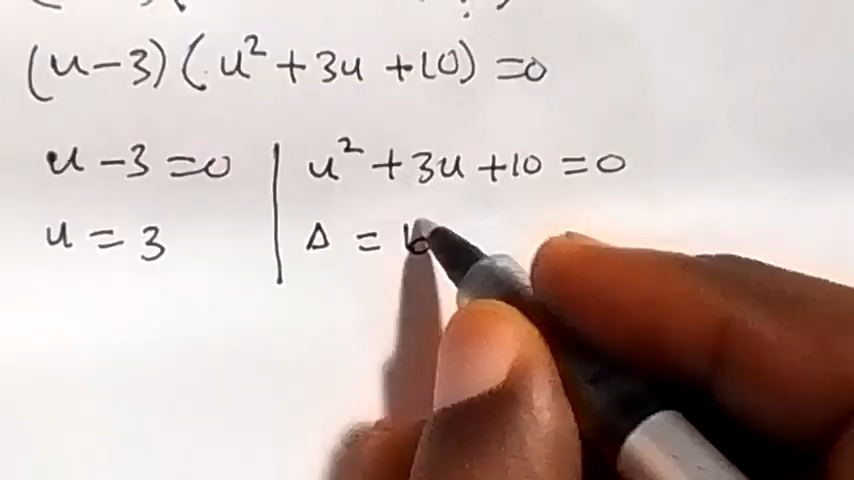 (u-3)(u²+3u+10)=0
u-3=0 | u²+3u+10=0
u=3 | Δ=b